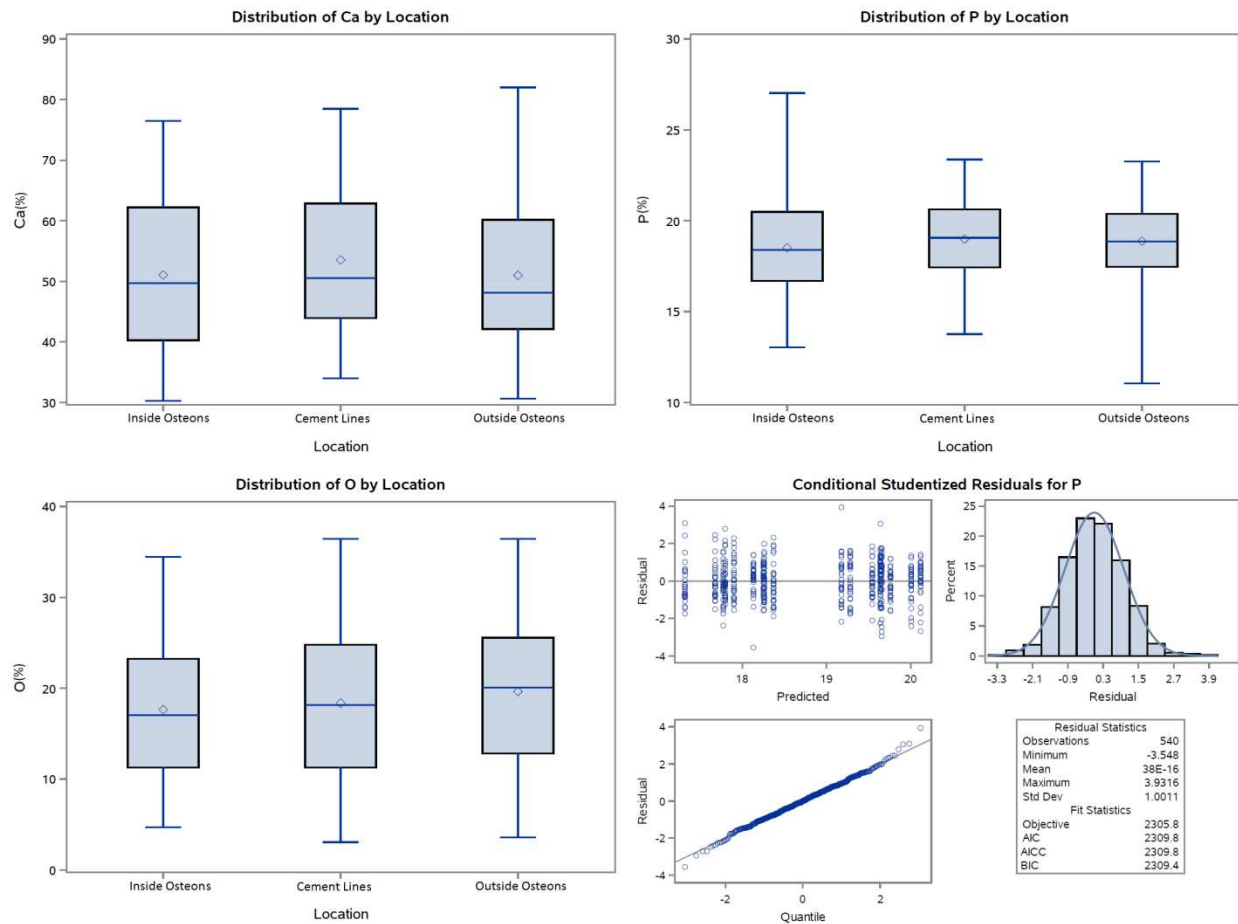 Distribution of Ca by Location
90
80
70
60
50
40
30
Ca(%)
Inside Osteons Cement Lines Outside Osteons
Location
Distribution of P by Location
30
25
20
15
10
P(%)
Inside Osteons Cement Lines Outside Osteons
Location
Distribution of O by Location
40
30
20
10
0
O(%)
Inside Osteons Cement Lines Outside Osteons
Location
Conditional Studentized Residuals for P
4
2
0
-2
-4
Residual
18 19 20
Predicted
25
20
15
10
5
0
Percent
-3.3 -2.1 -0.9 0.3 1.5 2.7 3.9
Residual
4
2
0
-2
-4
Residual
-2 0 2
Quantile
Residual Statistics
Observations 540
Minimum -3.548
Mean 38E-16
Maximum 3.9316
Std Dev 1.0011
Fit Statistics
Objective 2305.8
AIC 2309.8
AICC 2309.8
BIC 2309.4